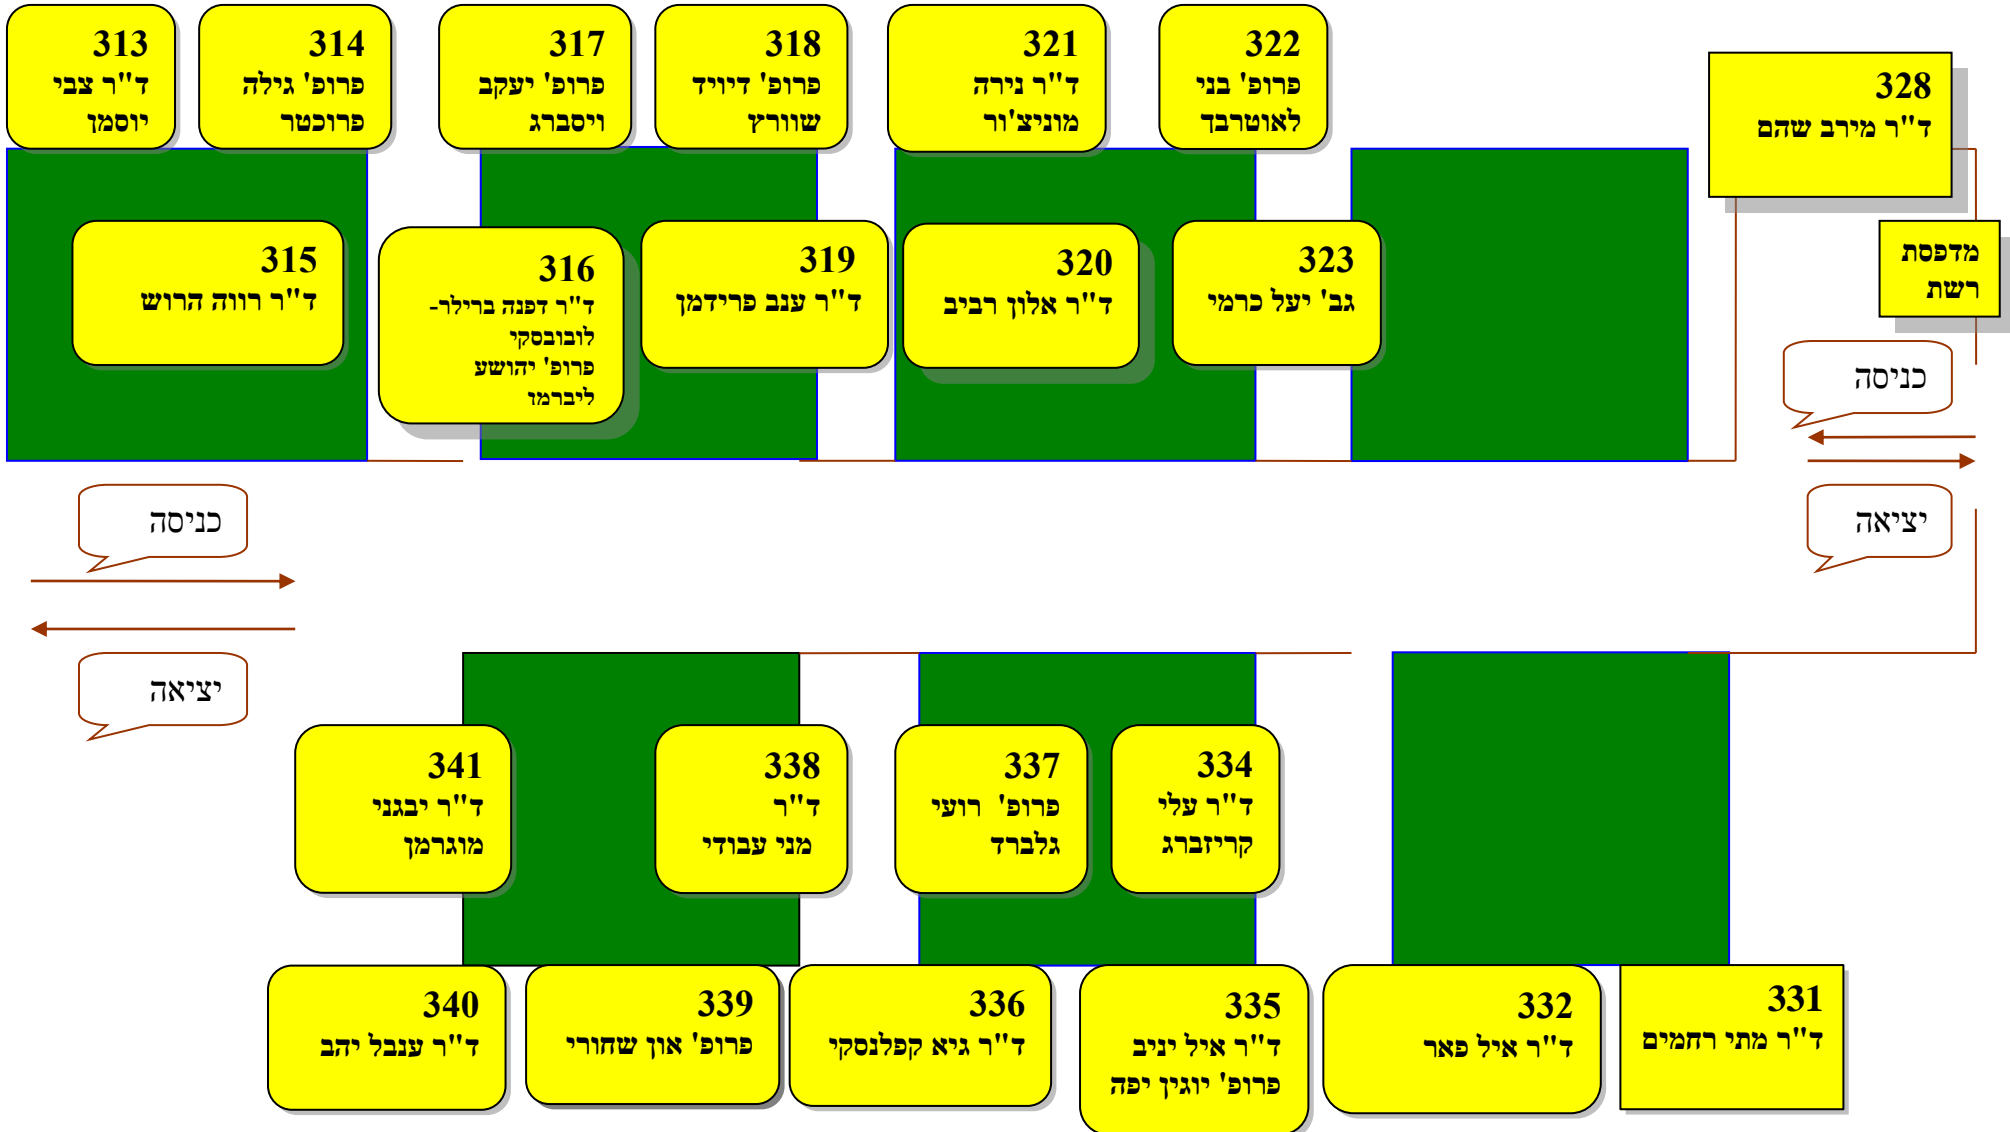 313
ד"ר צבי
יוסמן
314
פרופ' גילה
פרוכטר
317
פרופ' יעקב
ויסברג
318
פרופ' דיויד
שוורץ
321
ד"ר נירה
מוניצ'ור
322
פרופ' בני
לאוטרבך
328
ד"ר מירב שהם
315
ד"ר רווה הרוש
316
ד"ר דפנה ברילר-
לובובסקי
פרופ' יהושע
ליברמן
319
ד"ר ענב פרידמן
320
ד"ר אלון רביב
323
גב' יעל כרמי
מדפסת
רשת
כניסה
יציאה
כניסה
יציאה
341
ד"ר יבגני
מוגרמן
338
ד"ר
מני עבודי
337
פרופ' רועי
גלברד
334
ד"ר עלי
קריזברג
340
ד"ר ענבל יהב
339
פרופ' און שחורי
336
ד"ר גיא קפלנסקי
335
ד"ר איל יניב
פרופ' יוגין יפה
332
ד"ר איל פאר
331
ד"ר מתי רחמים